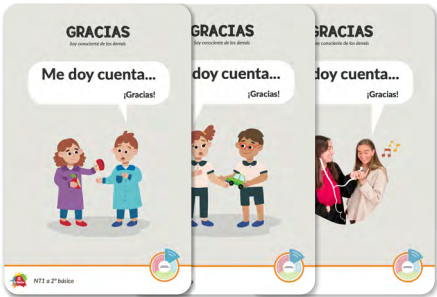 GRACIAS
Soy consciente de los demás
Me doy cuenta...
¡Gracias!
NT1 a 2º básico
GRACIAS
Soy consciente de los demás
doy cuenta...
¡Gracias!
GRACIAS
Soy consciente de los demás
doy cuenta...
¡Gracias!